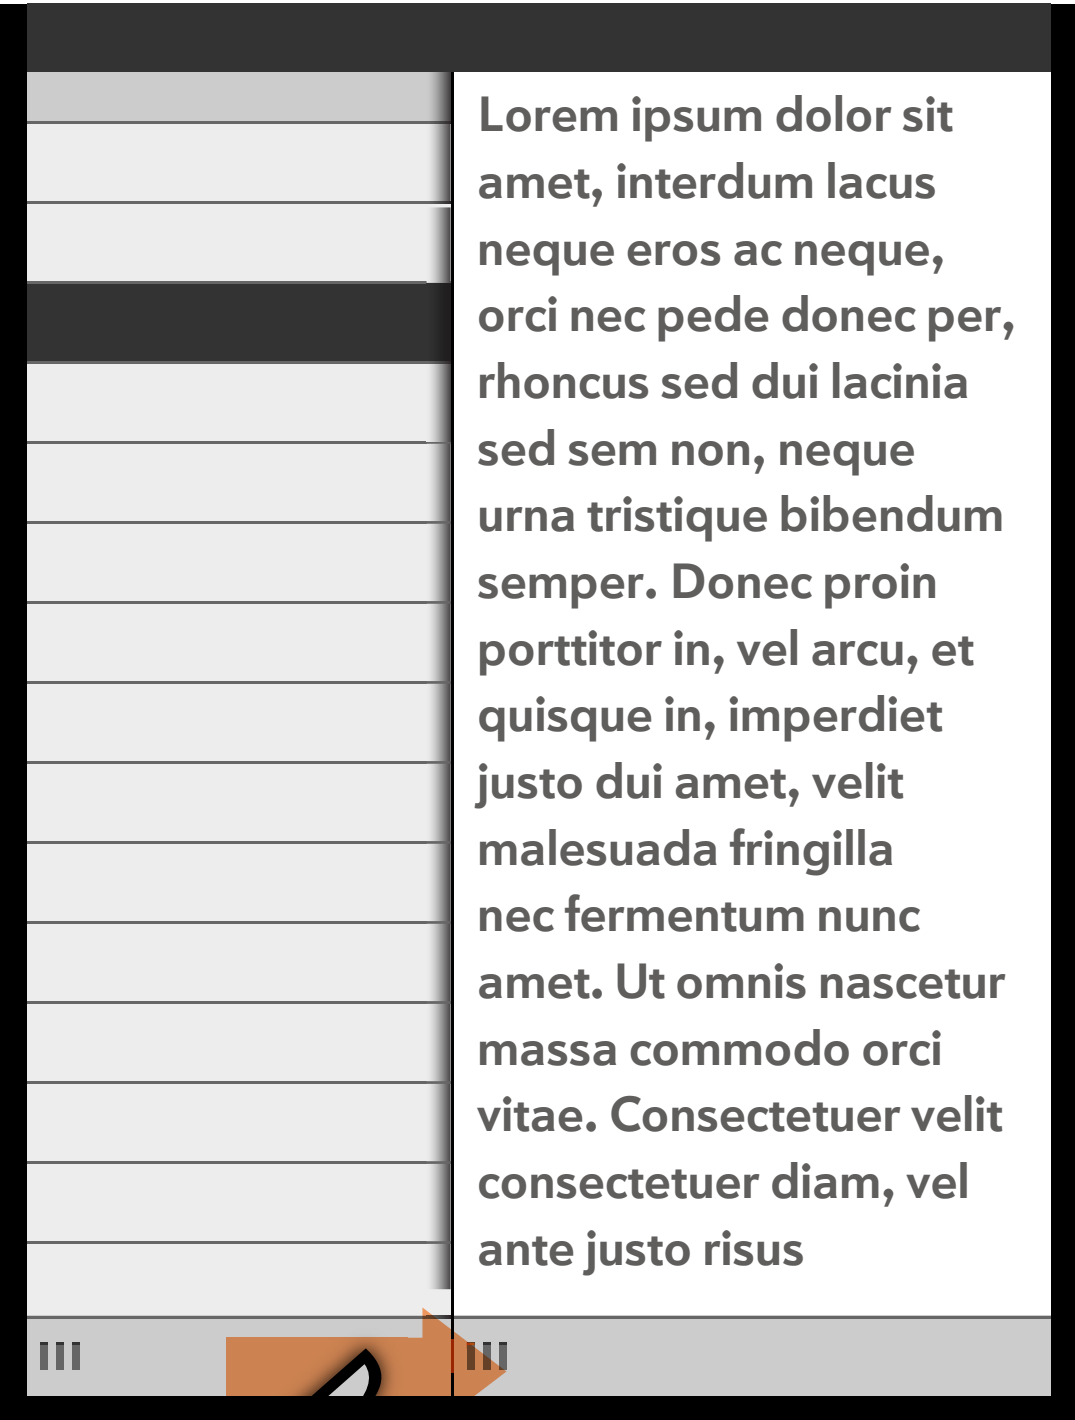 Lorem ipsum dolor sit
amet, interdum lacus
neque eros ac neque,
orci nec pede donec per,
rhoncus sed dui lacinia
sed sem non, neque
urna tristique bibendum
semper. Donec proin
porttitor in, vel arcu, et
quisque in, imperdiet
justo dui amet, velit
malesuada fringilla
nec fermentum nunc
amet. Ut omnis nascetur
massa commodo orci
vitae. Consectetuer velit
consectetuer diam, vel
ante justo risus